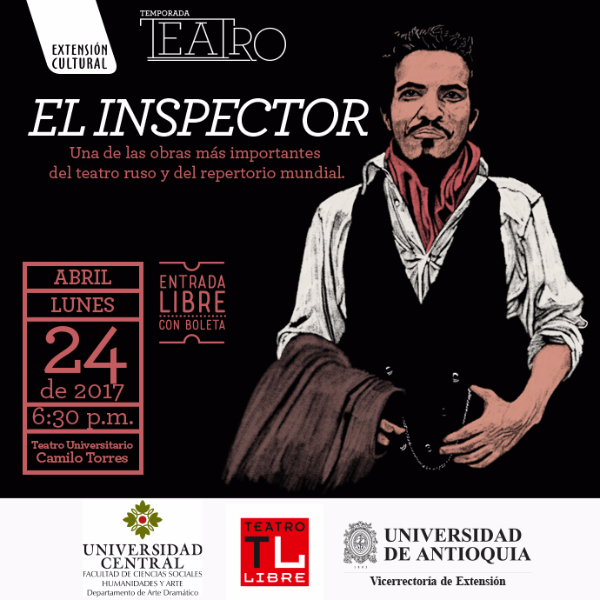 EXTENSIÓN
CULTURAL
TEMPORADA
TEATRO
EL INSPECTOR
Una de las obras más importantes
del teatro ruso y del repertorio mundial.
ABRIL
LUNES
24
de 2017
6:30 p.m.
Teatro Universitario
Camilo Torres
ENTRADA
LIBRE
CON BOLETA
UNIVERSIDAD
CENTRAL
FACULTAD DE CIENCIAS SOCIALES
HUMANIDADES Y ARTE
Departamento de Arte Dramático
TEATRO
TL
LIBRE
UNIVERSIDAD
DE ANTIOQUIA
1803
Vicerrectoría de Extensión